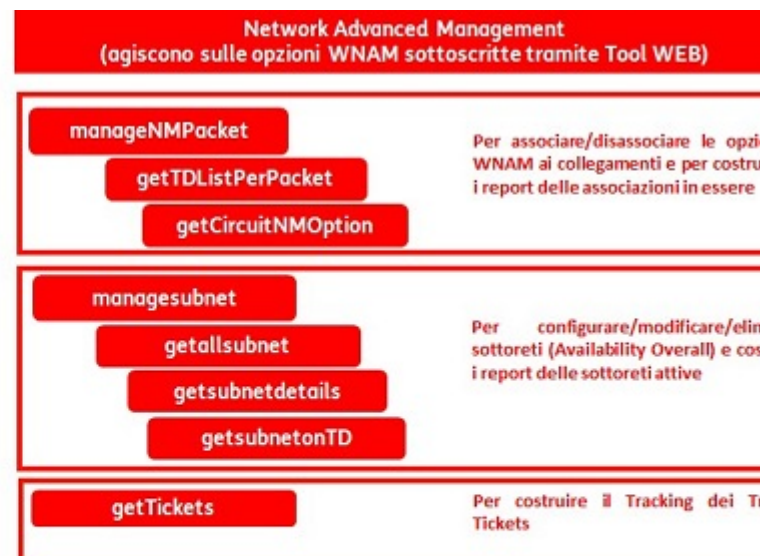 Network Advanced Management
(agiscono sulle opzioni WNAM sottoscritte tramite Tool WEB)
manageNMPacket
getTDListPerPacket
getCircuitNMOption
Per associare/disassociare le
WNAM ai collegamenti e per
i report delle associazioni in essere
managesubnet
getallsubnet
getsubnetdetails
getsubnetonTD
Per configurare/modificare/
sottoreti (Availability Overall) e
i report delle sottoreti attive
getTickets
Per costruire il Tracking dei
Tickets